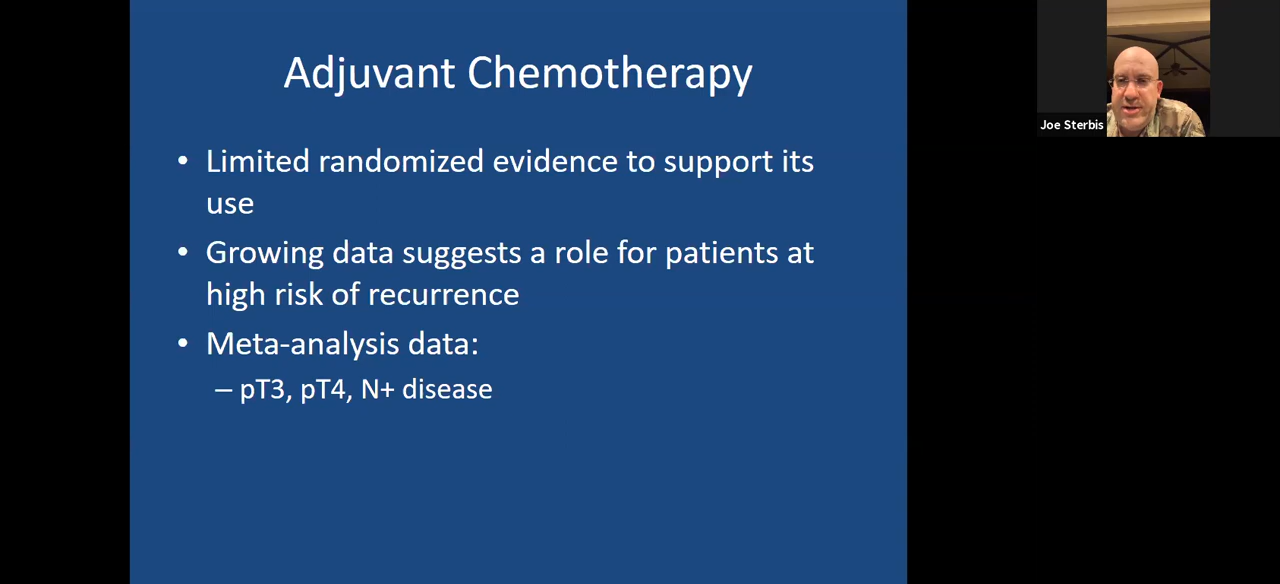 Adjuvant Chemotherapy
• Limited randomized evidence to support its
use
• Growing data suggests a role for patients at
high risk of recurrence
• Meta-analysis data:
– pT3, pT4, N+ disease
Joe Sterbis